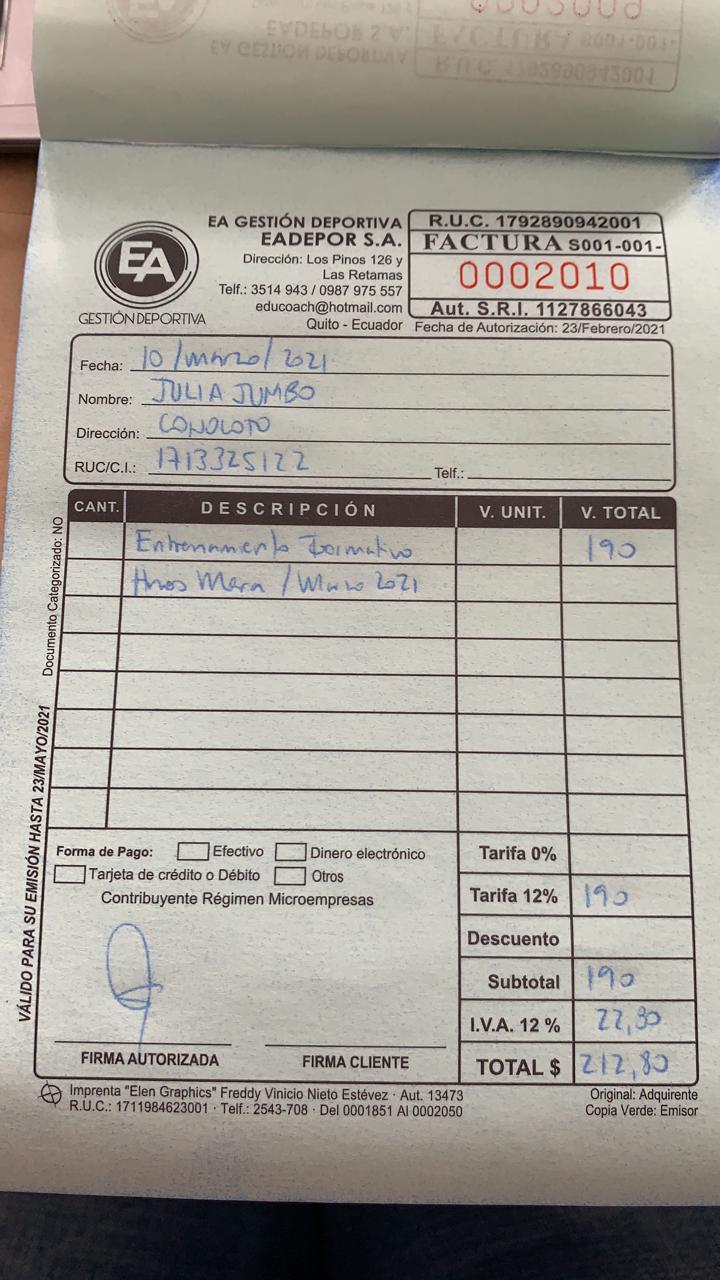 EA GESTIÓN DEPORTIVA
EADEPOR S.A.
Dirección: Los Pinos 126 y
Las Retamas
Telf.: 3514 943 / 0987 975 557
educoach@hotmail.com
Quito - Ecuador
EA
GESTIÓN DEPORTIVA
R.U.C. 1792890942001
FACTURA S001-001-
0002010
Aut. S.R.I. 1127866043
Fecha de Autorización: 23/Febrero/2021
Fecha: 10/marzo/2021
Nombre: JULIA JUMBO
Dirección: CONOCOTO
RUC/C.I.: 1713325122 Telf.:
CANT. DESCRIPCIÓN V. UNIT. V. TOTAL
Entrenamiento Formativo 190
Hnos Mera / Marzo 2021
Documento Categorizado: NO
VÁLIDO PARA SU EMISIÓN HASTA 23/MAYO/2021
Forma de Pago: Efectivo Dinero electrónico
Tarjeta de crédito o Débito Otros
Contribuyente Régimen Microempresas
FIRMA AUTORIZADA FIRMA CLIENTE
Tarifa 0%
Tarifa 12% 190
Descuento
Subtotal 190
I.V.A. 12 % 22,80
TOTAL $ 212,80
Imprenta "Elen Graphics" Freddy Vinicio Nieto Estévez · Aut. 13473
R.U.C.: 1711984623001 · Telf.: 2543-708 · Del 0001851 Al 0002050
Original: Adquirente
Copia Verde: Emisor